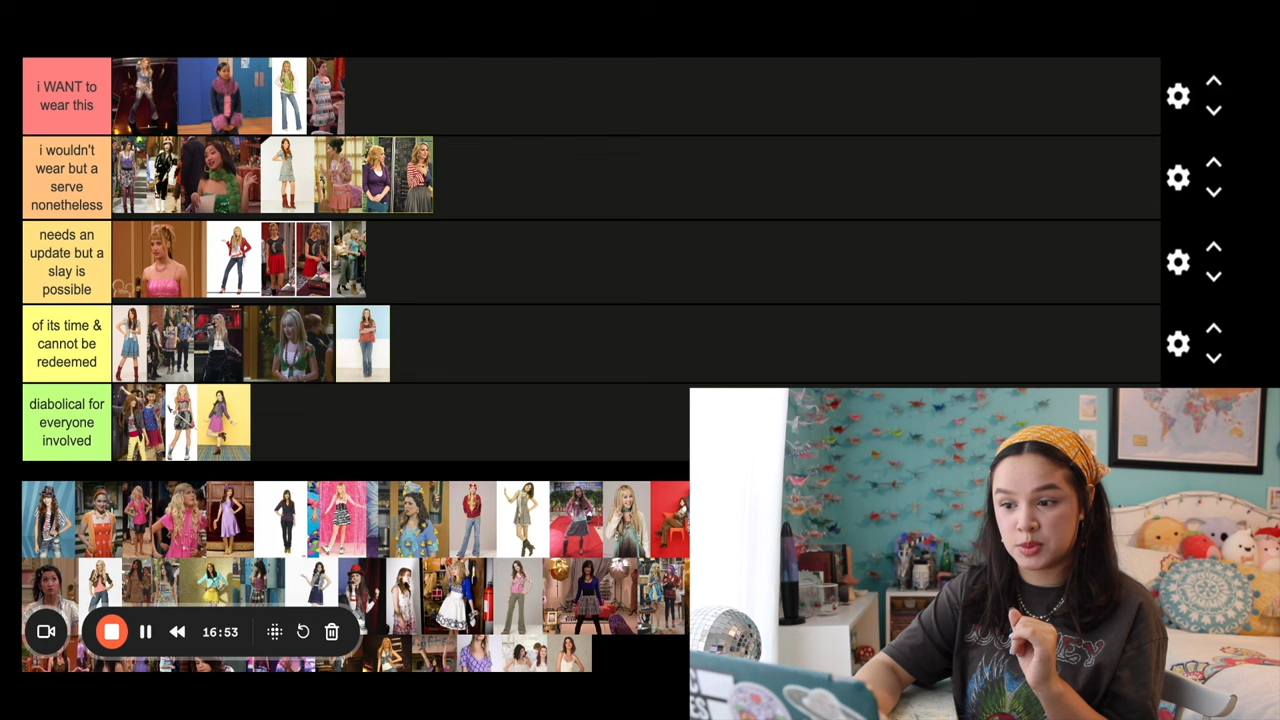 i WANT to
wear this
i wouldn't
wear but a
serve
nonetheless
needs an
update but a
slay is
possible
of its time &
cannot be
redeemed
diabolical for
everyone
involved
16:53